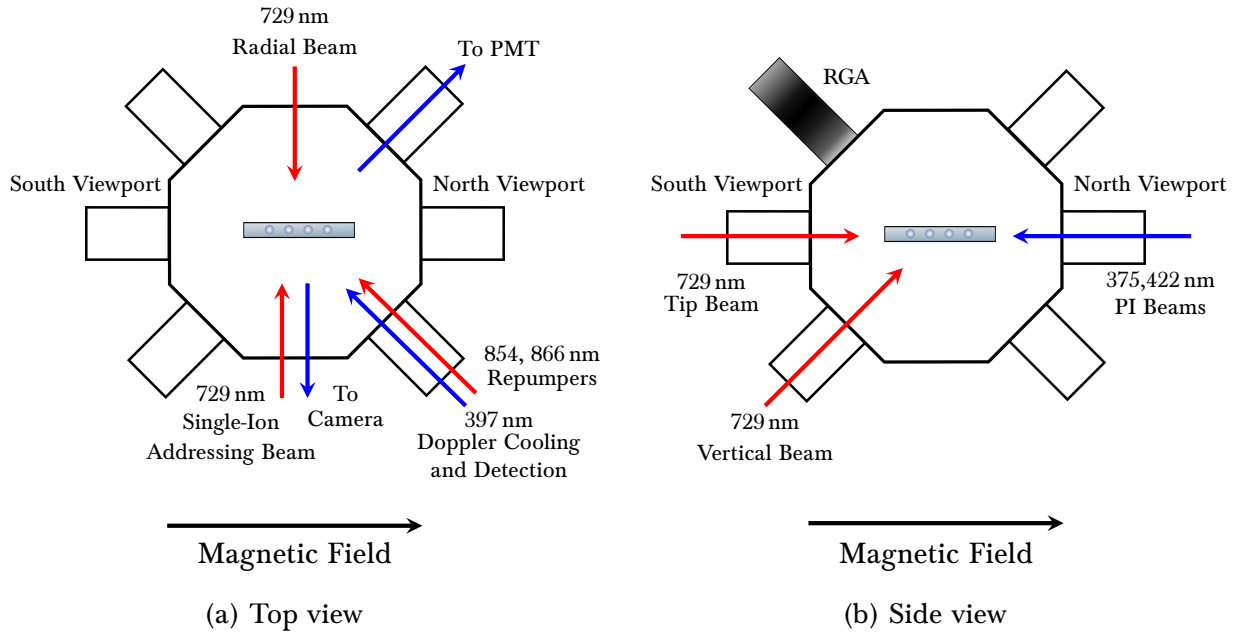 729 nm
Radial Beam
To PMT
South Viewport
North Viewport
854, 866 nm
Repumpers
729 nm
Single-Ion
Addressing Beam
To
Camera
397 nm
Doppler Cooling
and Detection
Magnetic Field
(a) Top view
RGA
South Viewport
North Viewport
729 nm
Tip Beam
375,422 nm
PI Beams
729 nm
Vertical Beam
Magnetic Field
(b) Side view